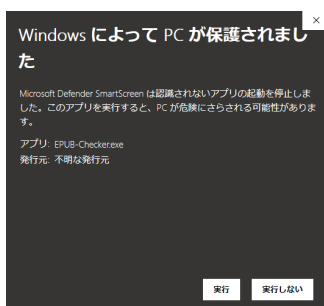 Windows によって PC が保護されまし
た
Microsoft Defender SmartScreen は認識されないアプリの起動を停止しま
した。このアプリを実行すると、PC が危険にさらされる可能性がありま
す。
アプリ: EPUB-Checker.exe
発行元: 不明な発行元
実行 実行しない